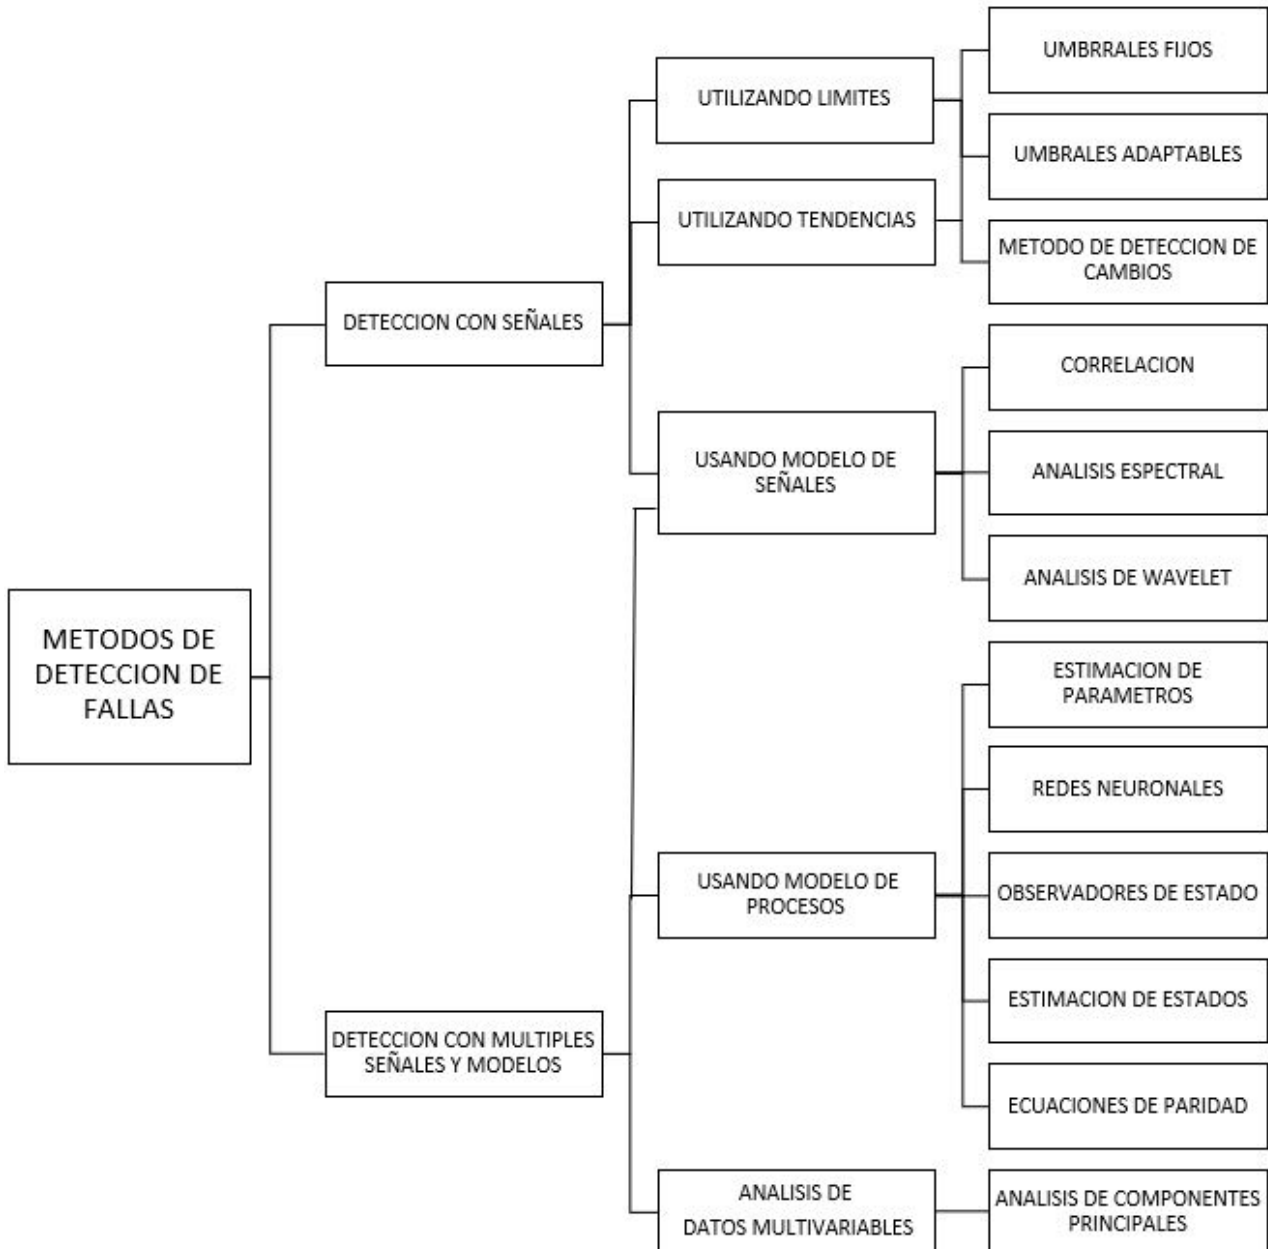 METODOS DE
DETECCION DE
FALLAS
DETECCION CON SEÑALES
DETECCION CON MULTIPLES
SEÑALES Y MODELOS
UTILIZANDO LIMITES
UTILIZANDO TENDENCIAS
USANDO MODELO DE
SEÑALES
USANDO MODELO DE
PROCESOS
ANALISIS DE
DATOS MULTIVARIABLES
UMBRRALES FIJOS
UMBRALES ADAPTABLES
METODO DE DETECCION DE
CAMBIOS
CORRELACION
ANALISIS ESPECTRAL
ANALISIS DE WAVELET
ESTIMACION DE
PARAMETROS
REDES NEURONALES
OBSERVADORES DE ESTADO
ESTIMACION DE ESTADOS
ECUACIONES DE PARIDAD
ANALISIS DE COMPONENTES
PRINCIPALES